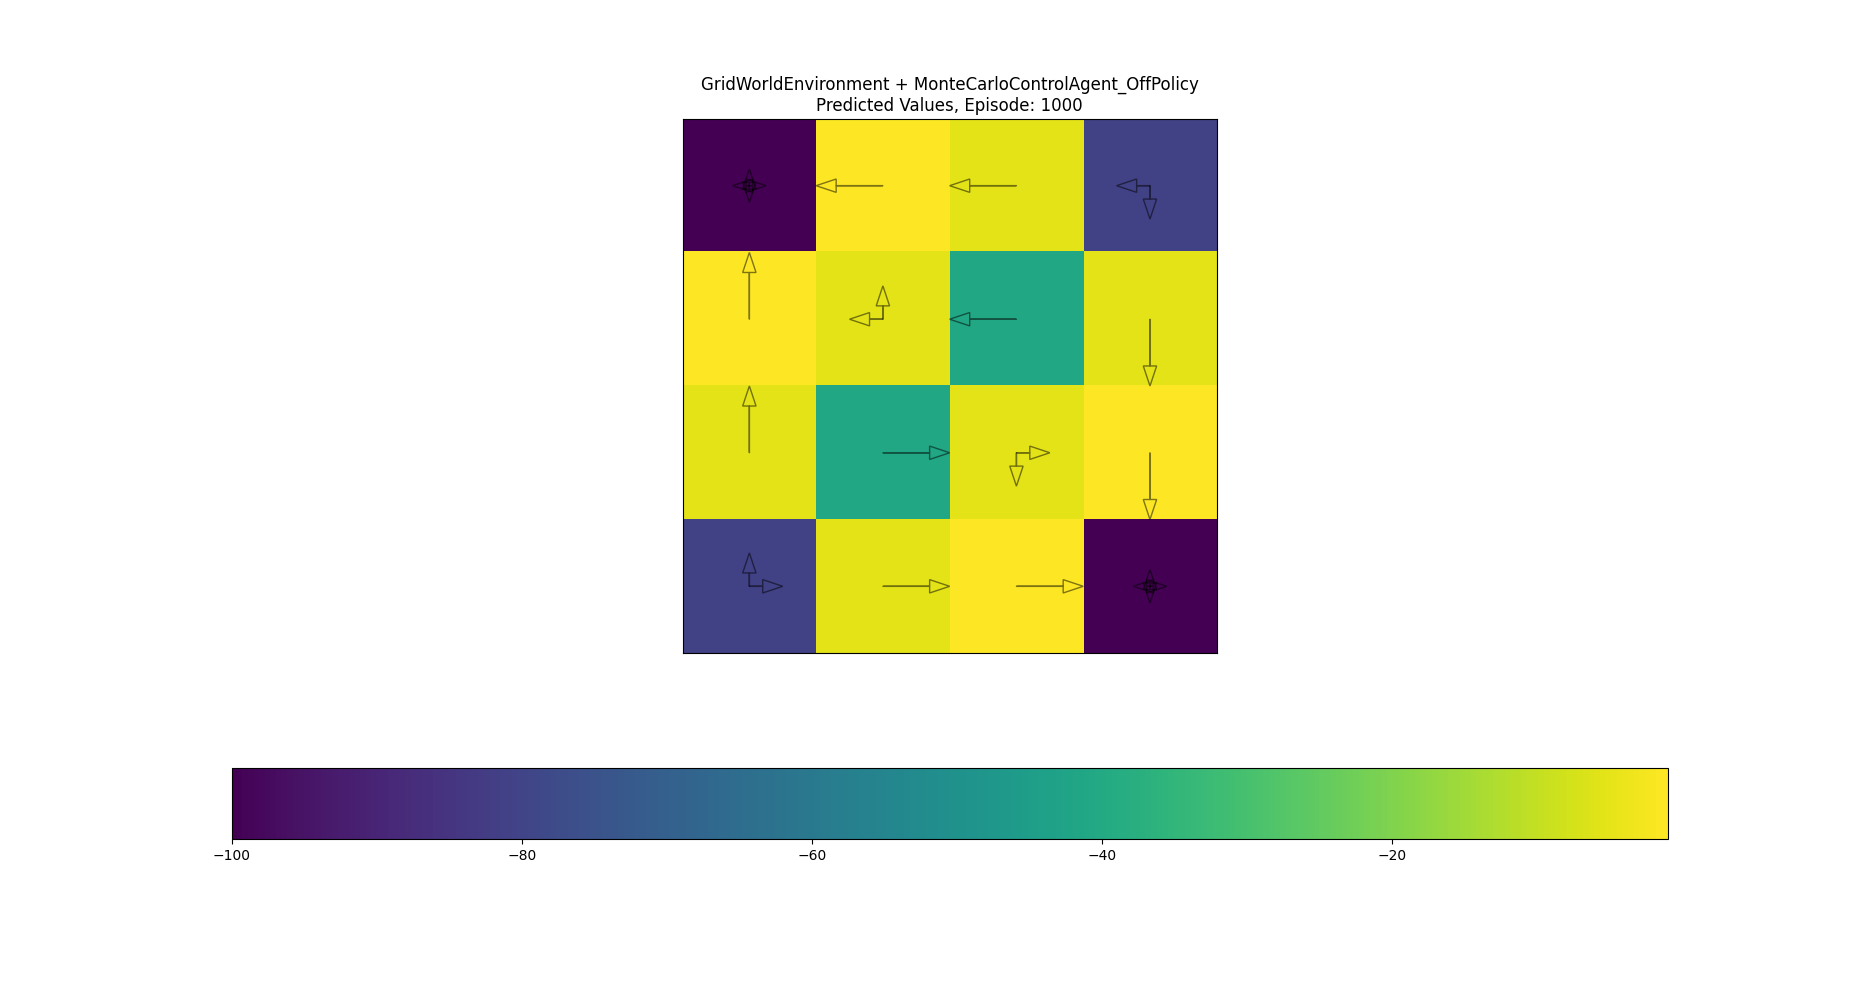 GridWorldEnvironment + MonteCarloControlAgent_OffPolicy
Predicted Values, Episode: 1000
−100
−80
−60
−40
−20